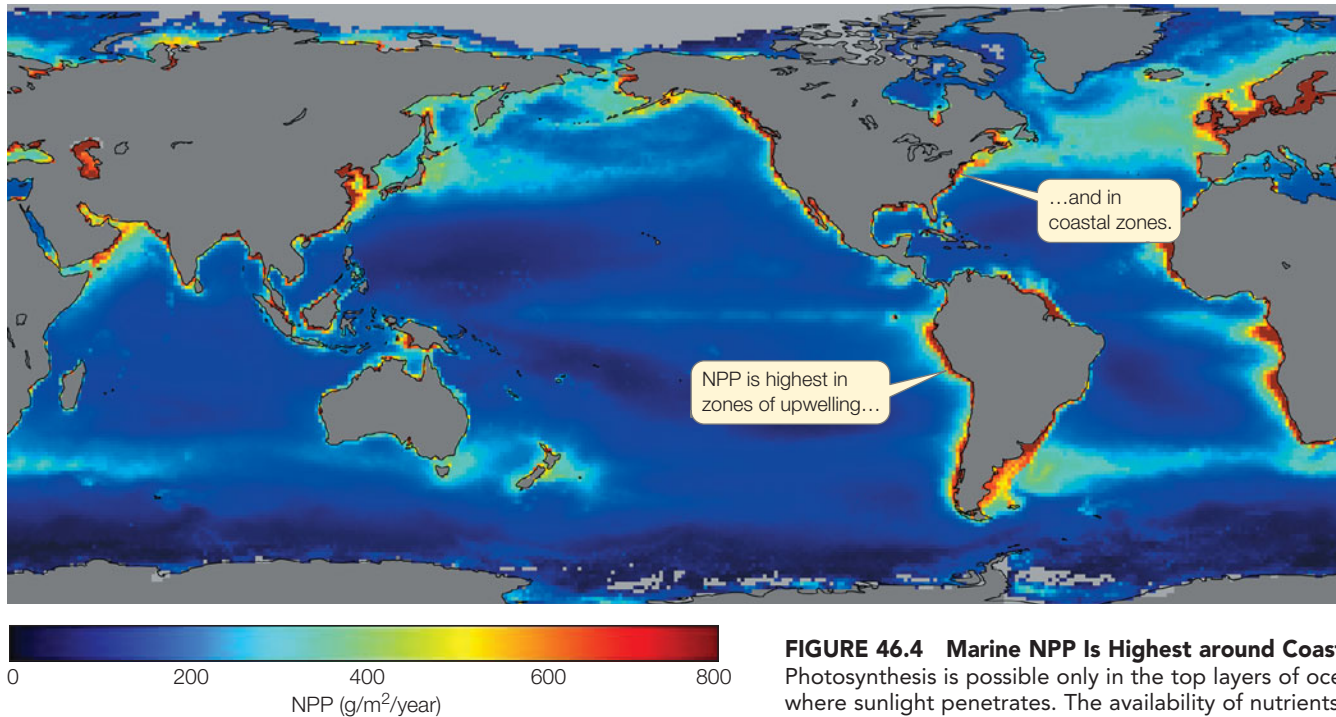 …and in
coastal zones.
NPP is highest in
zones of upwelling…
0 200 400 600 800
NPP (g/m²/year)
FIGURE 46.4 Marine NPP Is Highest around
Photosynthesis is possible only in the top layers of
where sunlight penetrates. The availability of nutrients